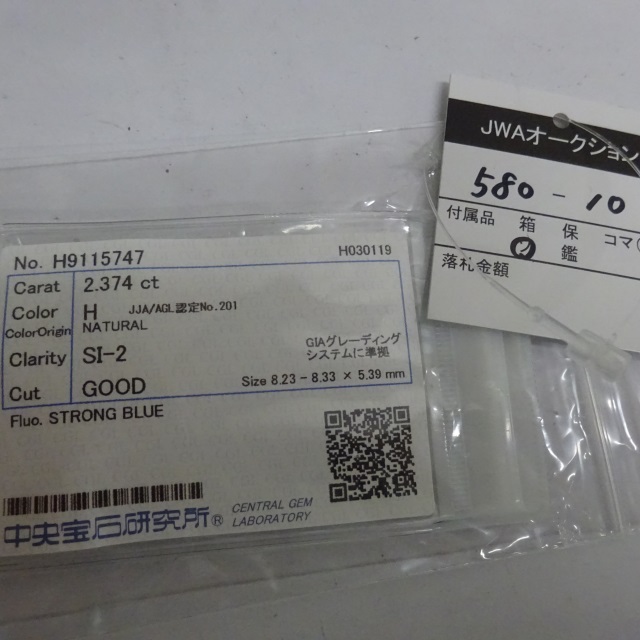 No. H9115747 H030119
Carat 2.374 ct
Color H JJA/AGL認定No.201
ColorOrigin NATURAL
Clarity SI-2 GIAグレーディング
システムに準拠
Cut GOOD Size 8.23 - 8.33 × 5.39 mm
Fluo. STRONG BLUE
中央宝石研究所® CENTRAL GEM
LABORATORY
JWAオークション
580 - 10
付属品 箱 保 コマ(
鑑
落札金額